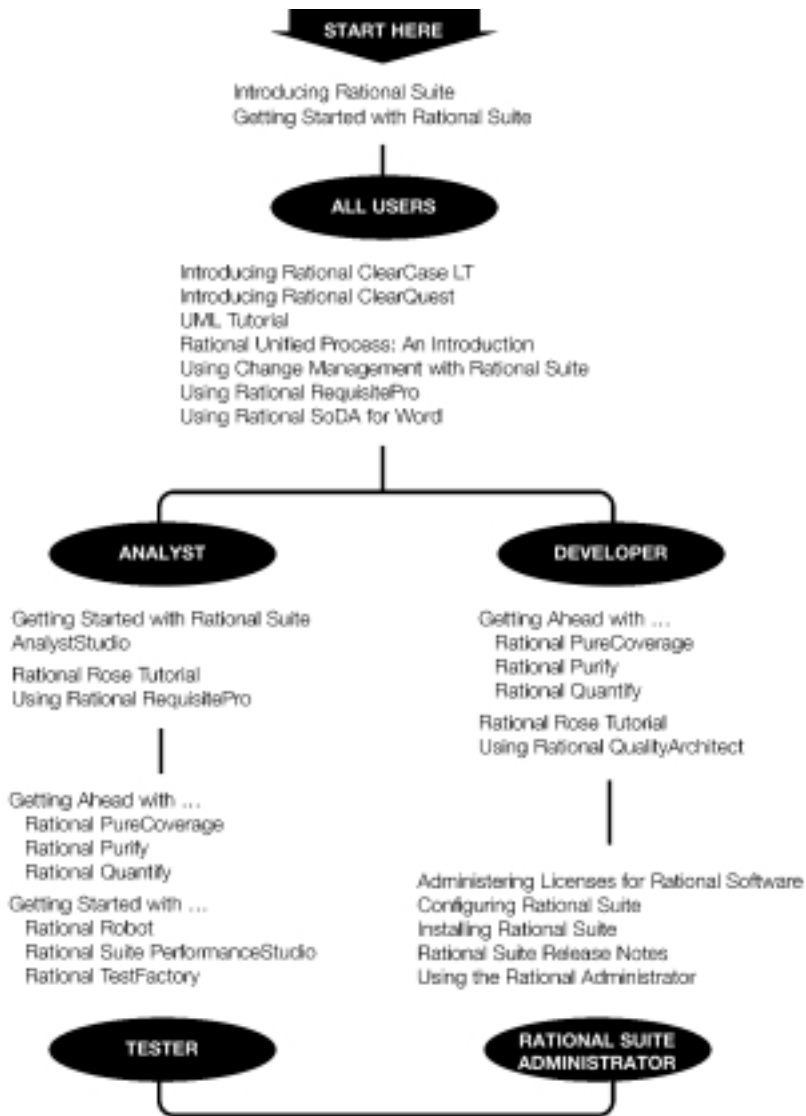 START HERE
Introducing Rational Suite
Getting Started with Rational Suite
ALL USERS
Introducing Rational ClearCase LT
Introducing Rational ClearQuest
UML Tutorial
Rational Unified Process: An Introduction
Using Change Management with Rational Suite
Using Rational RequisitePro
Using Rational SoDA for Word
ANALYST
Getting Started with Rational Suite
AnalystStudio
Rational Rose Tutorial
Using Rational RequisitePro
DEVELOPER
Getting Ahead with ...
Rational PureCoverage
Rational Purify
Rational Quantify
Rational Rose Tutorial
Using Rational QualityArchitect
Getting Ahead with ...
Rational PureCoverage
Rational Purify
Rational Quantify
Getting Started with ...
Rational Robot
Rational Suite PerformanceStudio
Rational TestFactory
TESTER
Administering Licenses for Rational Software
Configuring Rational Suite
Installing Rational Suite
Rational Suite Release Notes
Using the Rational Administrator
RATIONAL SUITE
ADMINISTRATOR